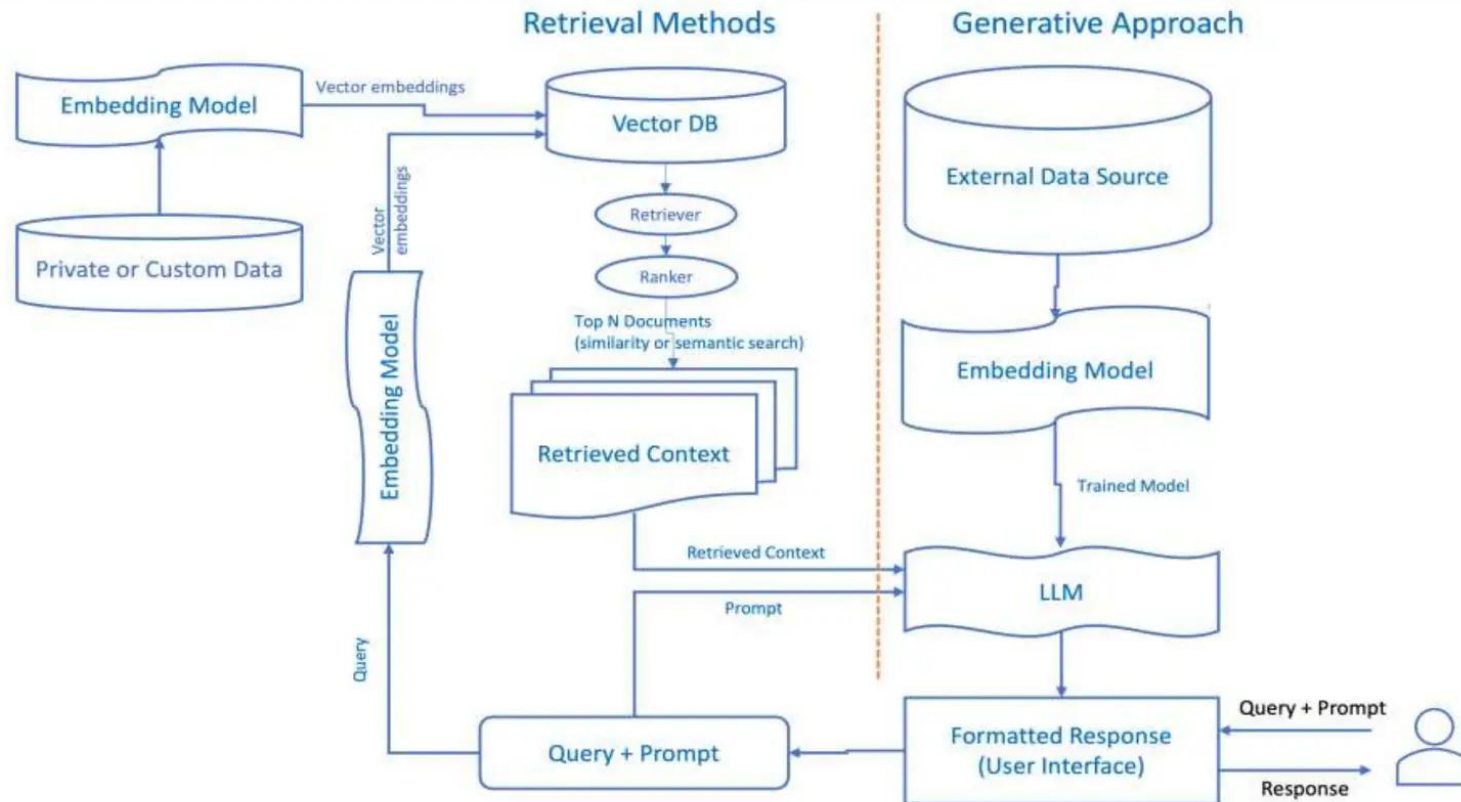 Retrieval Methods
Generative Approach
Embedding Model
Vector embeddings
Vector DB
External Data Source
Private or Custom Data
Vector
embeddings
Retriever
Ranker
Top N Documents
(similarity or semantic search)
Embedding Model
Embedding Model
Retrieved Context
Trained Model
Retrieved Context
LLM
Prompt
Query
Query + Prompt
Formatted Response
(User Interface)
Query + Prompt
Response